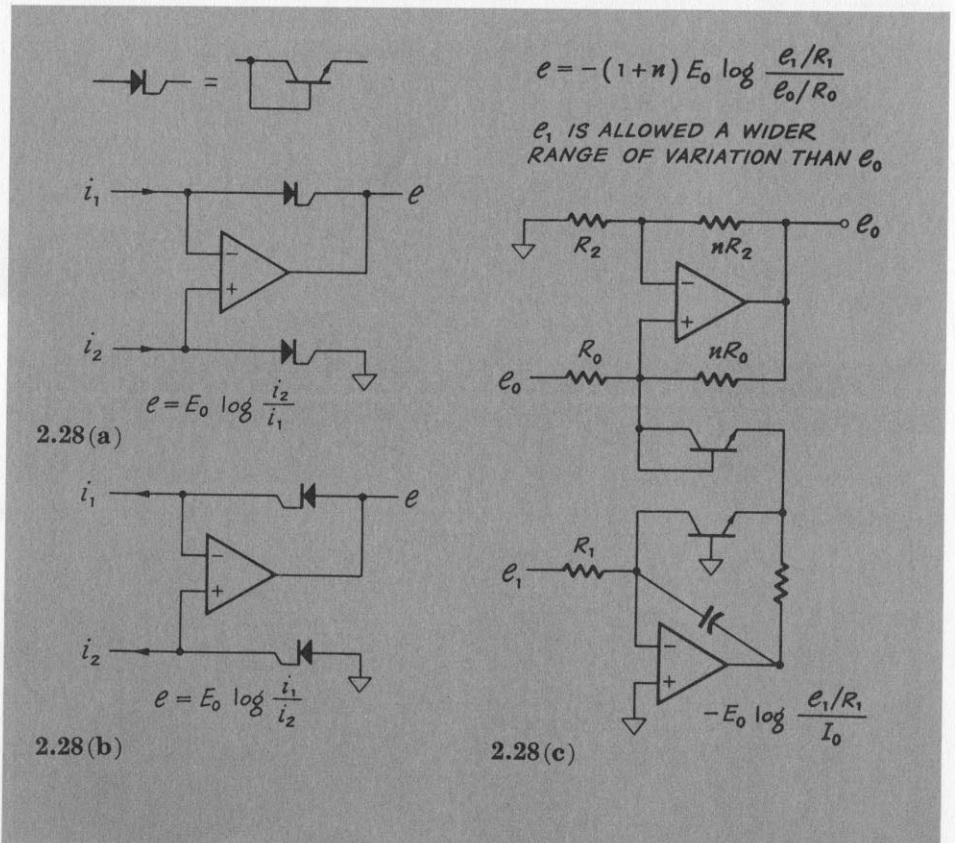 =
e = −(1+n) E₀ log (e₁/R₁)/(e₀/R₀)
e₁ IS ALLOWED A WIDER
RANGE OF VARIATION THAN e₀
i₁
e
−
+
i₂
e = E₀ log i₂/i₁
2.28(a)
i₁
e
−
+
i₂
e = E₀ log i₁/i₂
2.28(b)
R₂
nR₂
e₀
−
+
e₀
R₀
nR₀
e₁
R₁
−
+
−E₀ log (e₁/R₁)/I₀
2.28(c)